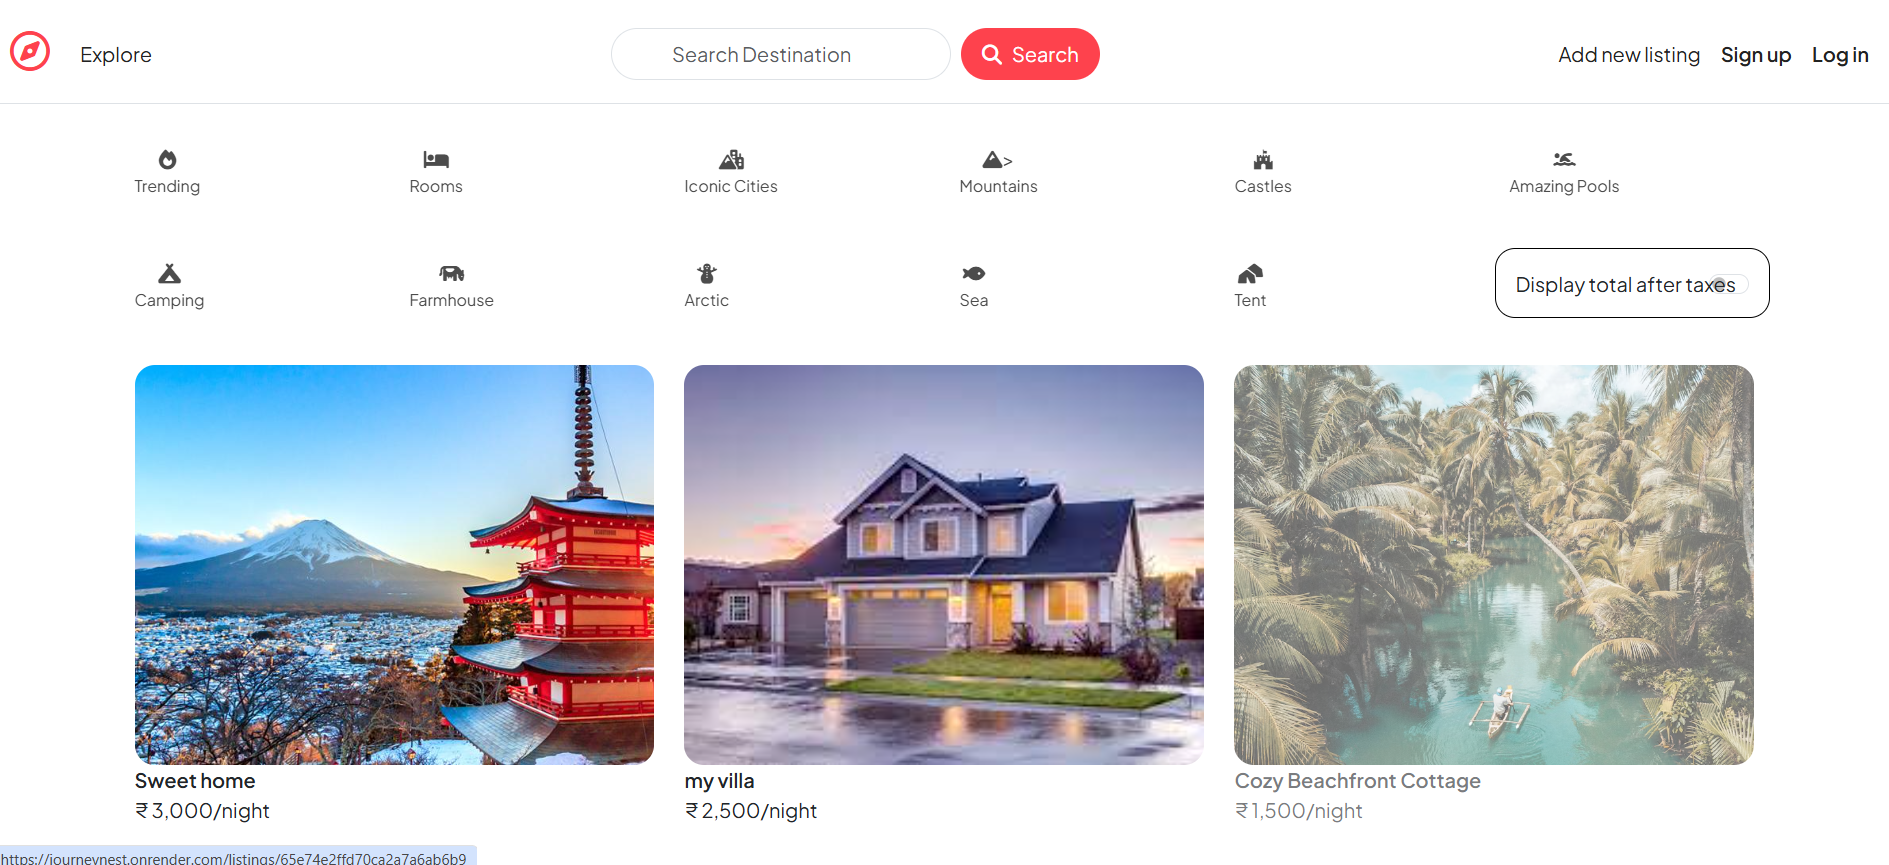 Explore
Search Destination
Search
Add new listing
Sign up
Log in
Trending
Rooms
Iconic Cities
>
Mountains
Castles
Amazing Pools
Camping
Farmhouse
Arctic
Sea
Tent
Display total after taxes
Sweet home
₹ 3,000/night
my villa
₹ 2,500/night
Cozy Beachfront Cottage
₹ 1,500/night
https://journeynest.onrender.com/listings/65e74e2ffd70ca2a7a6ab6b9